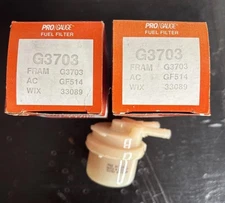 PRO/GAUGE
FUEL FILTER
G3703
FRAM G3703
AC GF514
WIX 33089
PRO/GAUGE
FUEL FILTER
G3703
FRAM G3703
AC GF514
WIX 33089